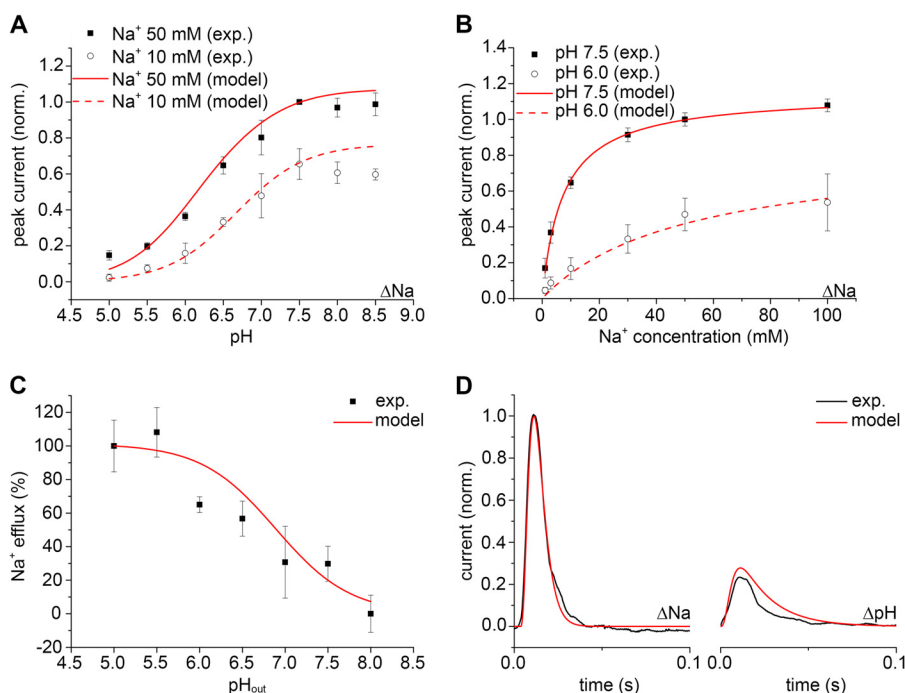 A
Na⁺ 50 mM (exp.)
Na⁺ 10 mM (exp.)
Na⁺ 50 mM (model)
Na⁺ 10 mM (model)
peak current (norm.)
1.4
1.2
1.0
0.8
0.6
0.4
0.2
0.0
ΔNa
4.5 5.0 5.5 6.0 6.5 7.0 7.5 8.0 8.5 9.0
pH
B
pH 7.5 (exp.)
pH 6.0 (exp.)
pH 7.5 (model)
pH 6.0 (model)
peak current (norm.)
1.4
1.2
1.0
0.8
0.6
0.4
0.2
0.0
ΔNa
0 20 40 60 80 100
Na⁺ concentration (mM)
C
exp.
model
Na⁺ efflux (%)
120
100
80
60
40
20
0
4.5 5.0 5.5 6.0 6.5 7.0 7.5 8.0 8.5
pHout
D
exp.
model
current (norm.)
1.0
0.8
0.6
0.4
0.2
0.0
ΔNa
ΔpH
0.0 0.1 0.0 0.1
time (s) time (s)